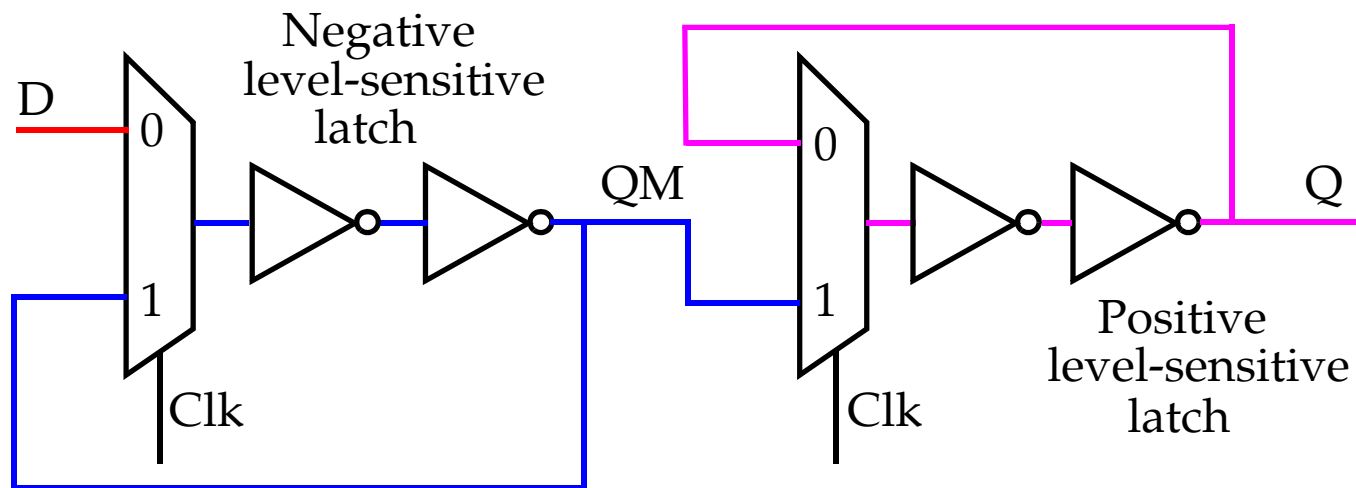 Negative
level-sensitive
latch
D
0
1
Clk
QM
0
1
Clk
Q
Positive
level-sensitive
latch